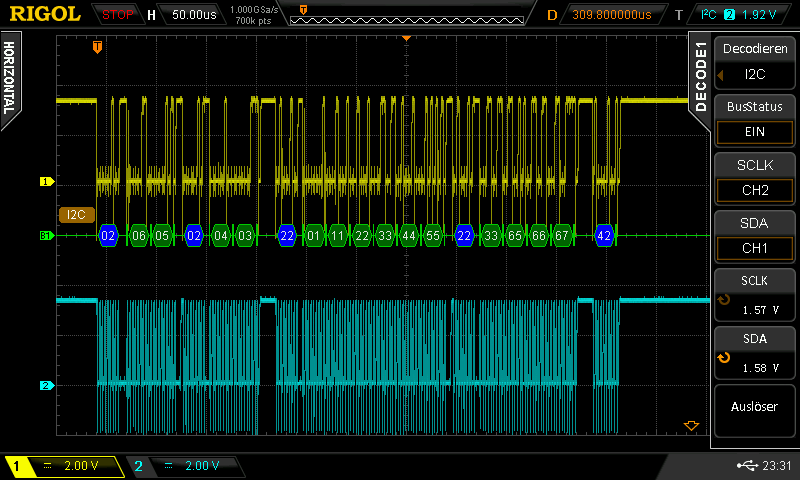 RIGOL STOP H 50.00us 1.000GSa/s 700k pts D 309.800000us T I²C 2 1.92 V
HORIZONTAL
T
DECODE1
Decodieren
I2C
BusStatus
EIN
SCLK
CH2
SDA
CH1
SCLK
1.57 V
SDA
1.58 V
Auslöser
1
I2C
B1 02 06 05 02 04 03 22 01 11 22 33 44 55 22 33 65 66 67 42
2
1 2.00 V 2 2.00 V 23:31